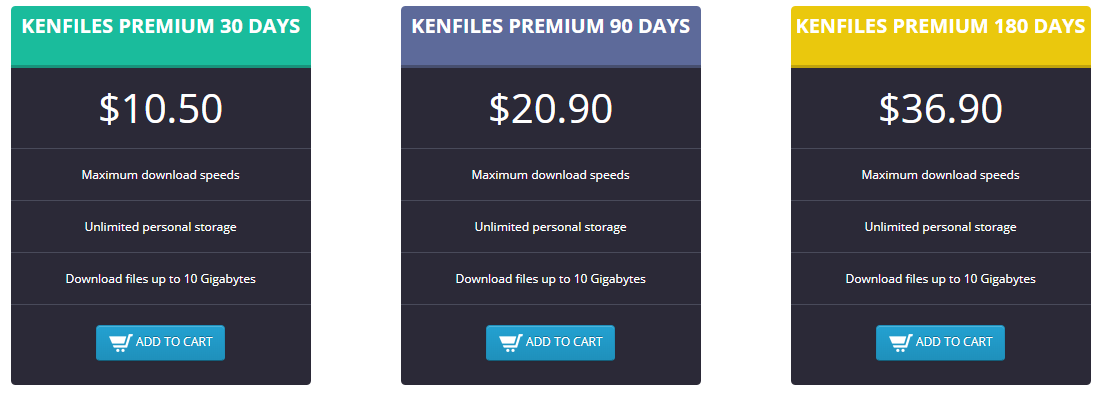 KENFILES PREMIUM 30 DAYS
$10.50
Maximum download speeds
Unlimited personal storage
Download files up to 10 Gigabytes
ADD TO CART
KENFILES PREMIUM 90 DAYS
$20.90
Maximum download speeds
Unlimited personal storage
Download files up to 10 Gigabytes
ADD TO CART
KENFILES PREMIUM 180 DAYS
$36.90
Maximum download speeds
Unlimited personal storage
Download files up to 10 Gigabytes
ADD TO CART